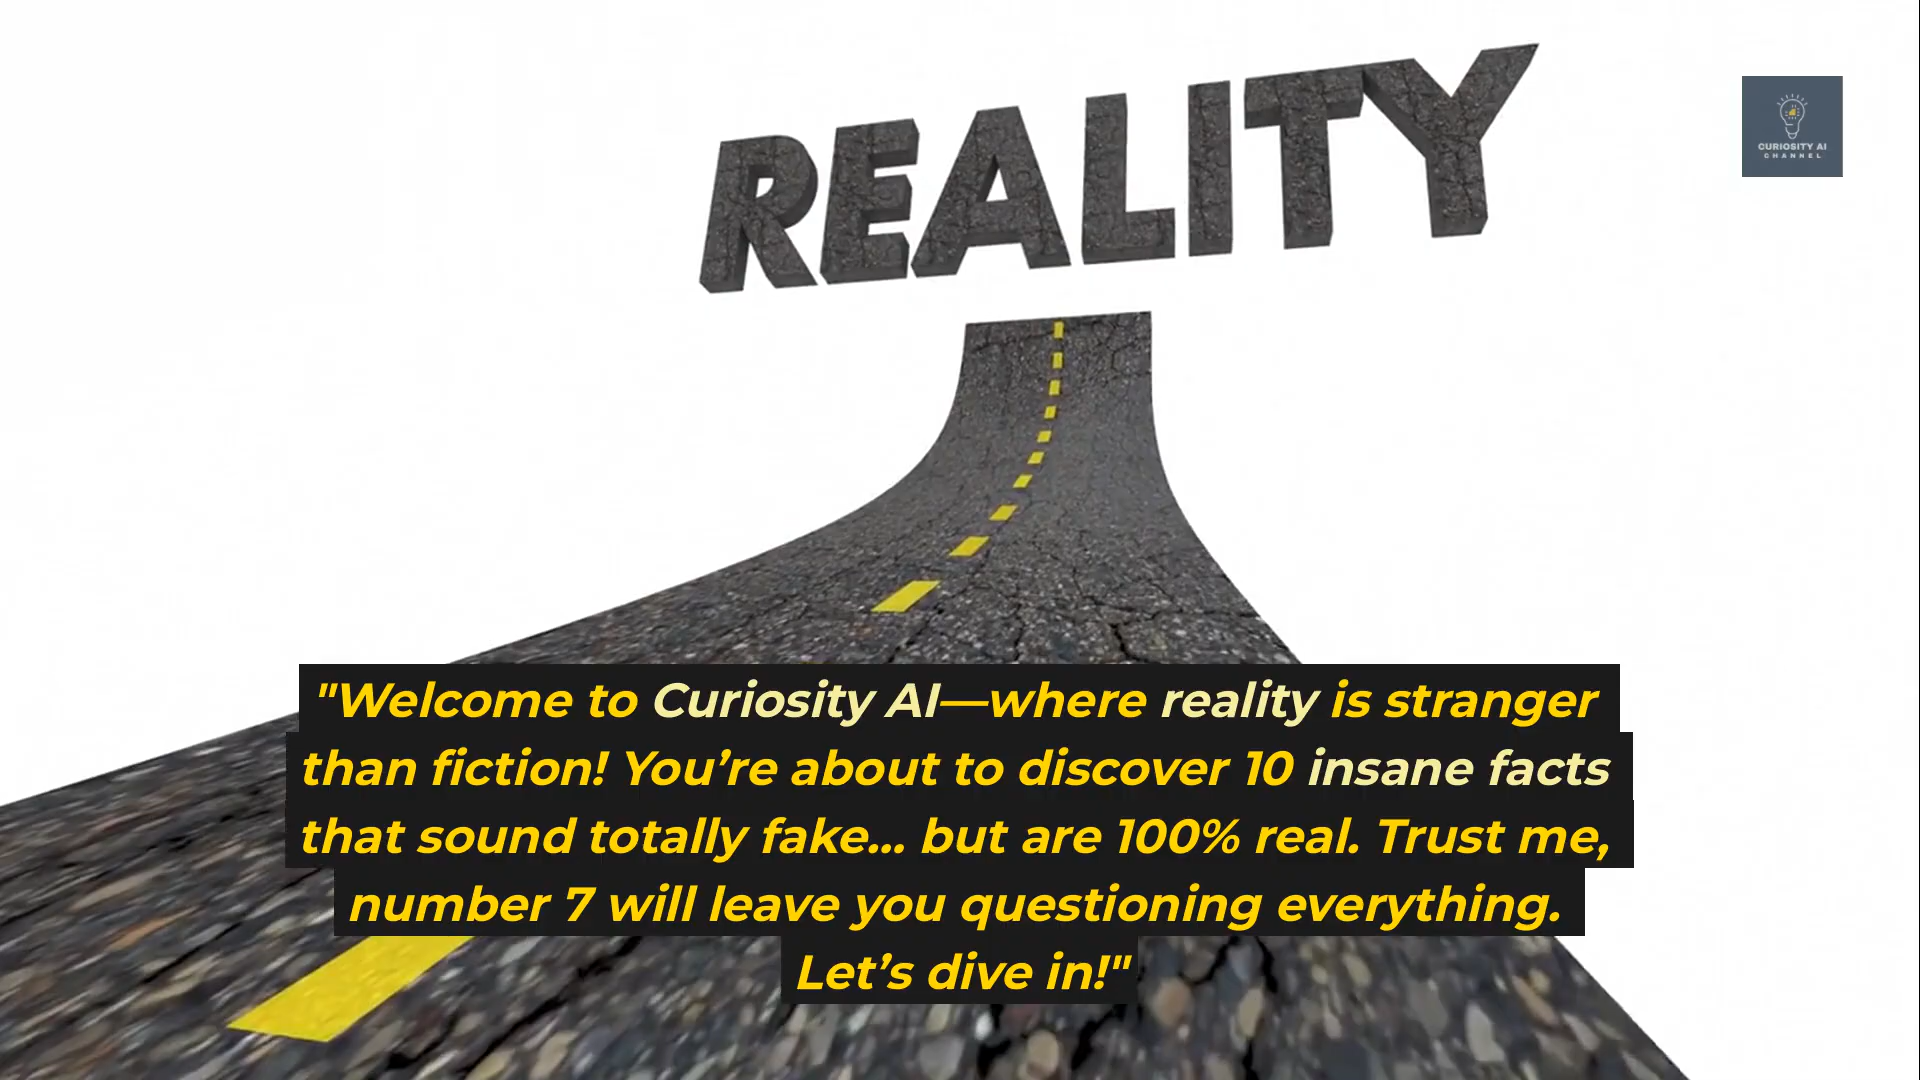 REALITY
CURIOSITY AI
CHANNEL
"Welcome to Curiosity AI—where reality is stranger
than fiction! You’re about to discover 10 insane facts
that sound totally fake... but are 100% real. Trust me,
number 7 will leave you questioning everything.
Let’s dive in!"